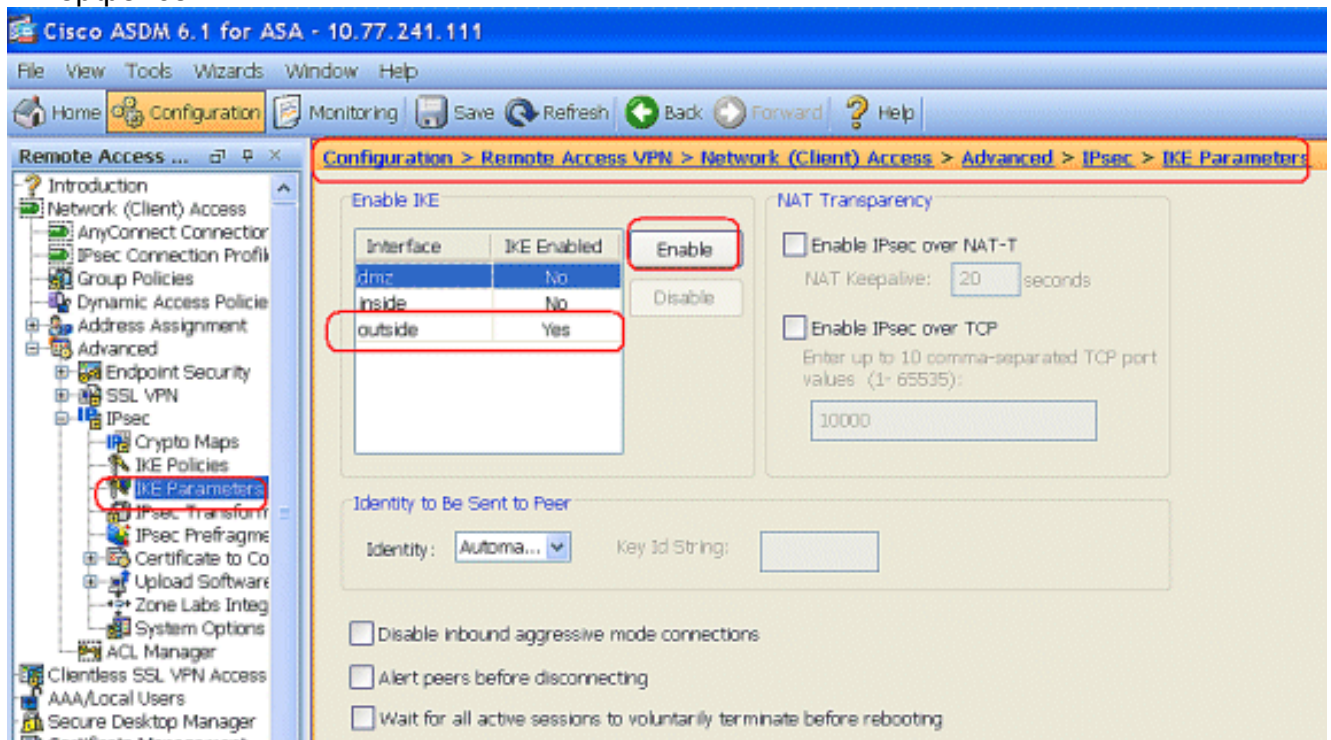 Cisco ASDM 6.1 for ASA - 10.77.241.111
File View Tools Wizards Window Help
Home Configuration Monitoring Save Refresh Back Forward Help
Remote Access ...
Configuration > Remote Access VPN > Network (Client) Access > Advanced > IPsec > IKE Parameters
Introduction
Network (Client) Access
AnyConnect Connection
IPsec Connection Profil
Group Policies
Dynamic Access Policie
Address Assignment
Advanced
Endpoint Security
SSL VPN
IPsec
Crypto Maps
IKE Policies
IKE Parameters
IPsec Transform
IPsec Prefragme
Certificate to Co
Upload Software
Zone Labs Integ
System Options
ACL Manager
Clientless SSL VPN Access
AAA/Local Users
Secure Desktop Manager
Enable IKE
Interface IKE Enabled
dmz No
inside No
outside Yes
Enable
Disable
NAT Transparency
Enable IPsec over NAT-T
NAT Keepalive: 20 seconds
Enable IPsec over TCP
Enter up to 10 comma-separated TCP port
values (1- 65535):
10000
Identity to Be Sent to Peer
Identity: Automa... Key Id String:
Disable inbound aggressive mode connections
Alert peers before disconnecting
Wait for all active sessions to voluntarily terminate before rebooting